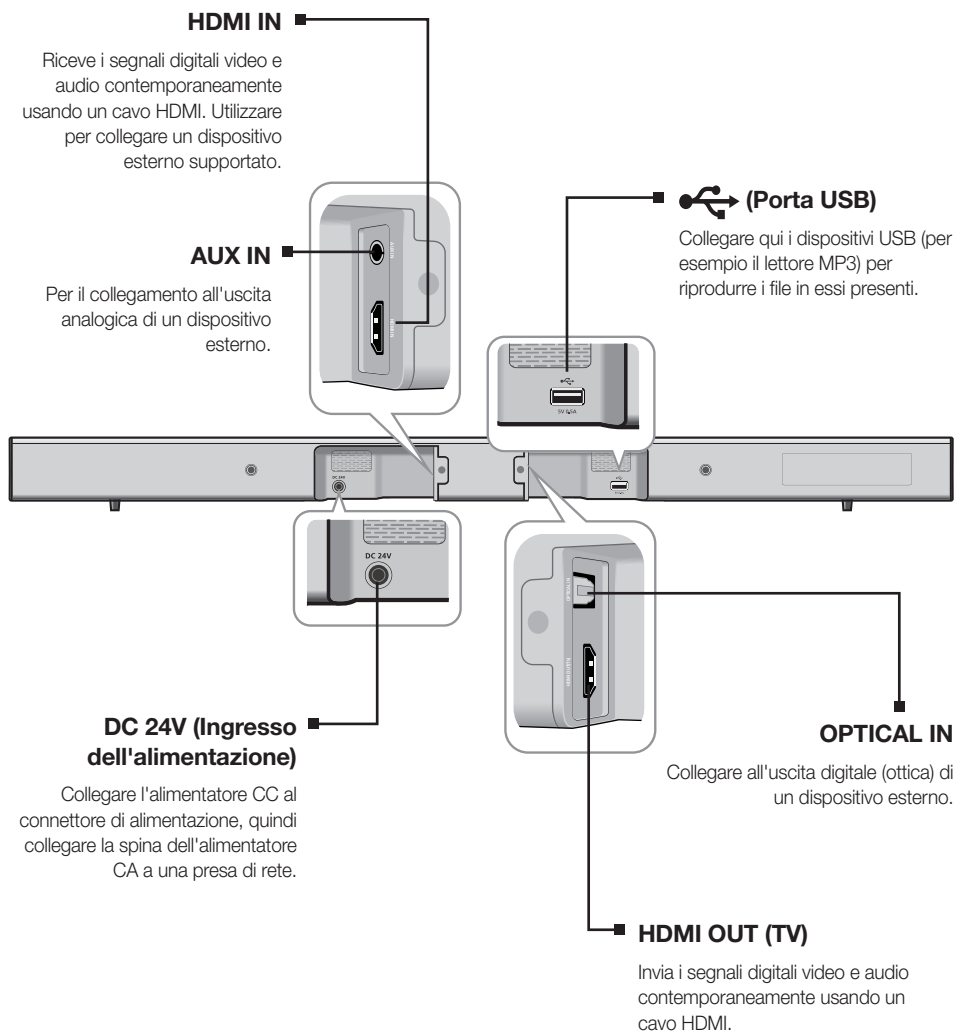 HDMI IN
Riceve i segnali digitali video e
audio contemporaneamente
usando un cavo HDMI. Utilizzare
per collegare un dispositivo
esterno supportato.
AUX IN
Per il collegamento all'uscita
analogica di un dispositivo
esterno.
(Porta USB)
Collegare qui i dispositivi USB (per
esempio il lettore MP3) per
riprodurre i file in essi presenti.
DC 24V
DC 24V
DC 24V (Ingresso
dell'alimentazione)
Collegare l'alimentatore CC al
connettore di alimentazione, quindi
collegare la spina dell'alimentatore
CA a una presa di rete.
OPTICAL IN
Collegare all'uscita digitale (ottica) di
un dispositivo esterno.
HDMI OUT (TV)
Invia i segnali digitali video e audio
contemporaneamente usando un
cavo HDMI.